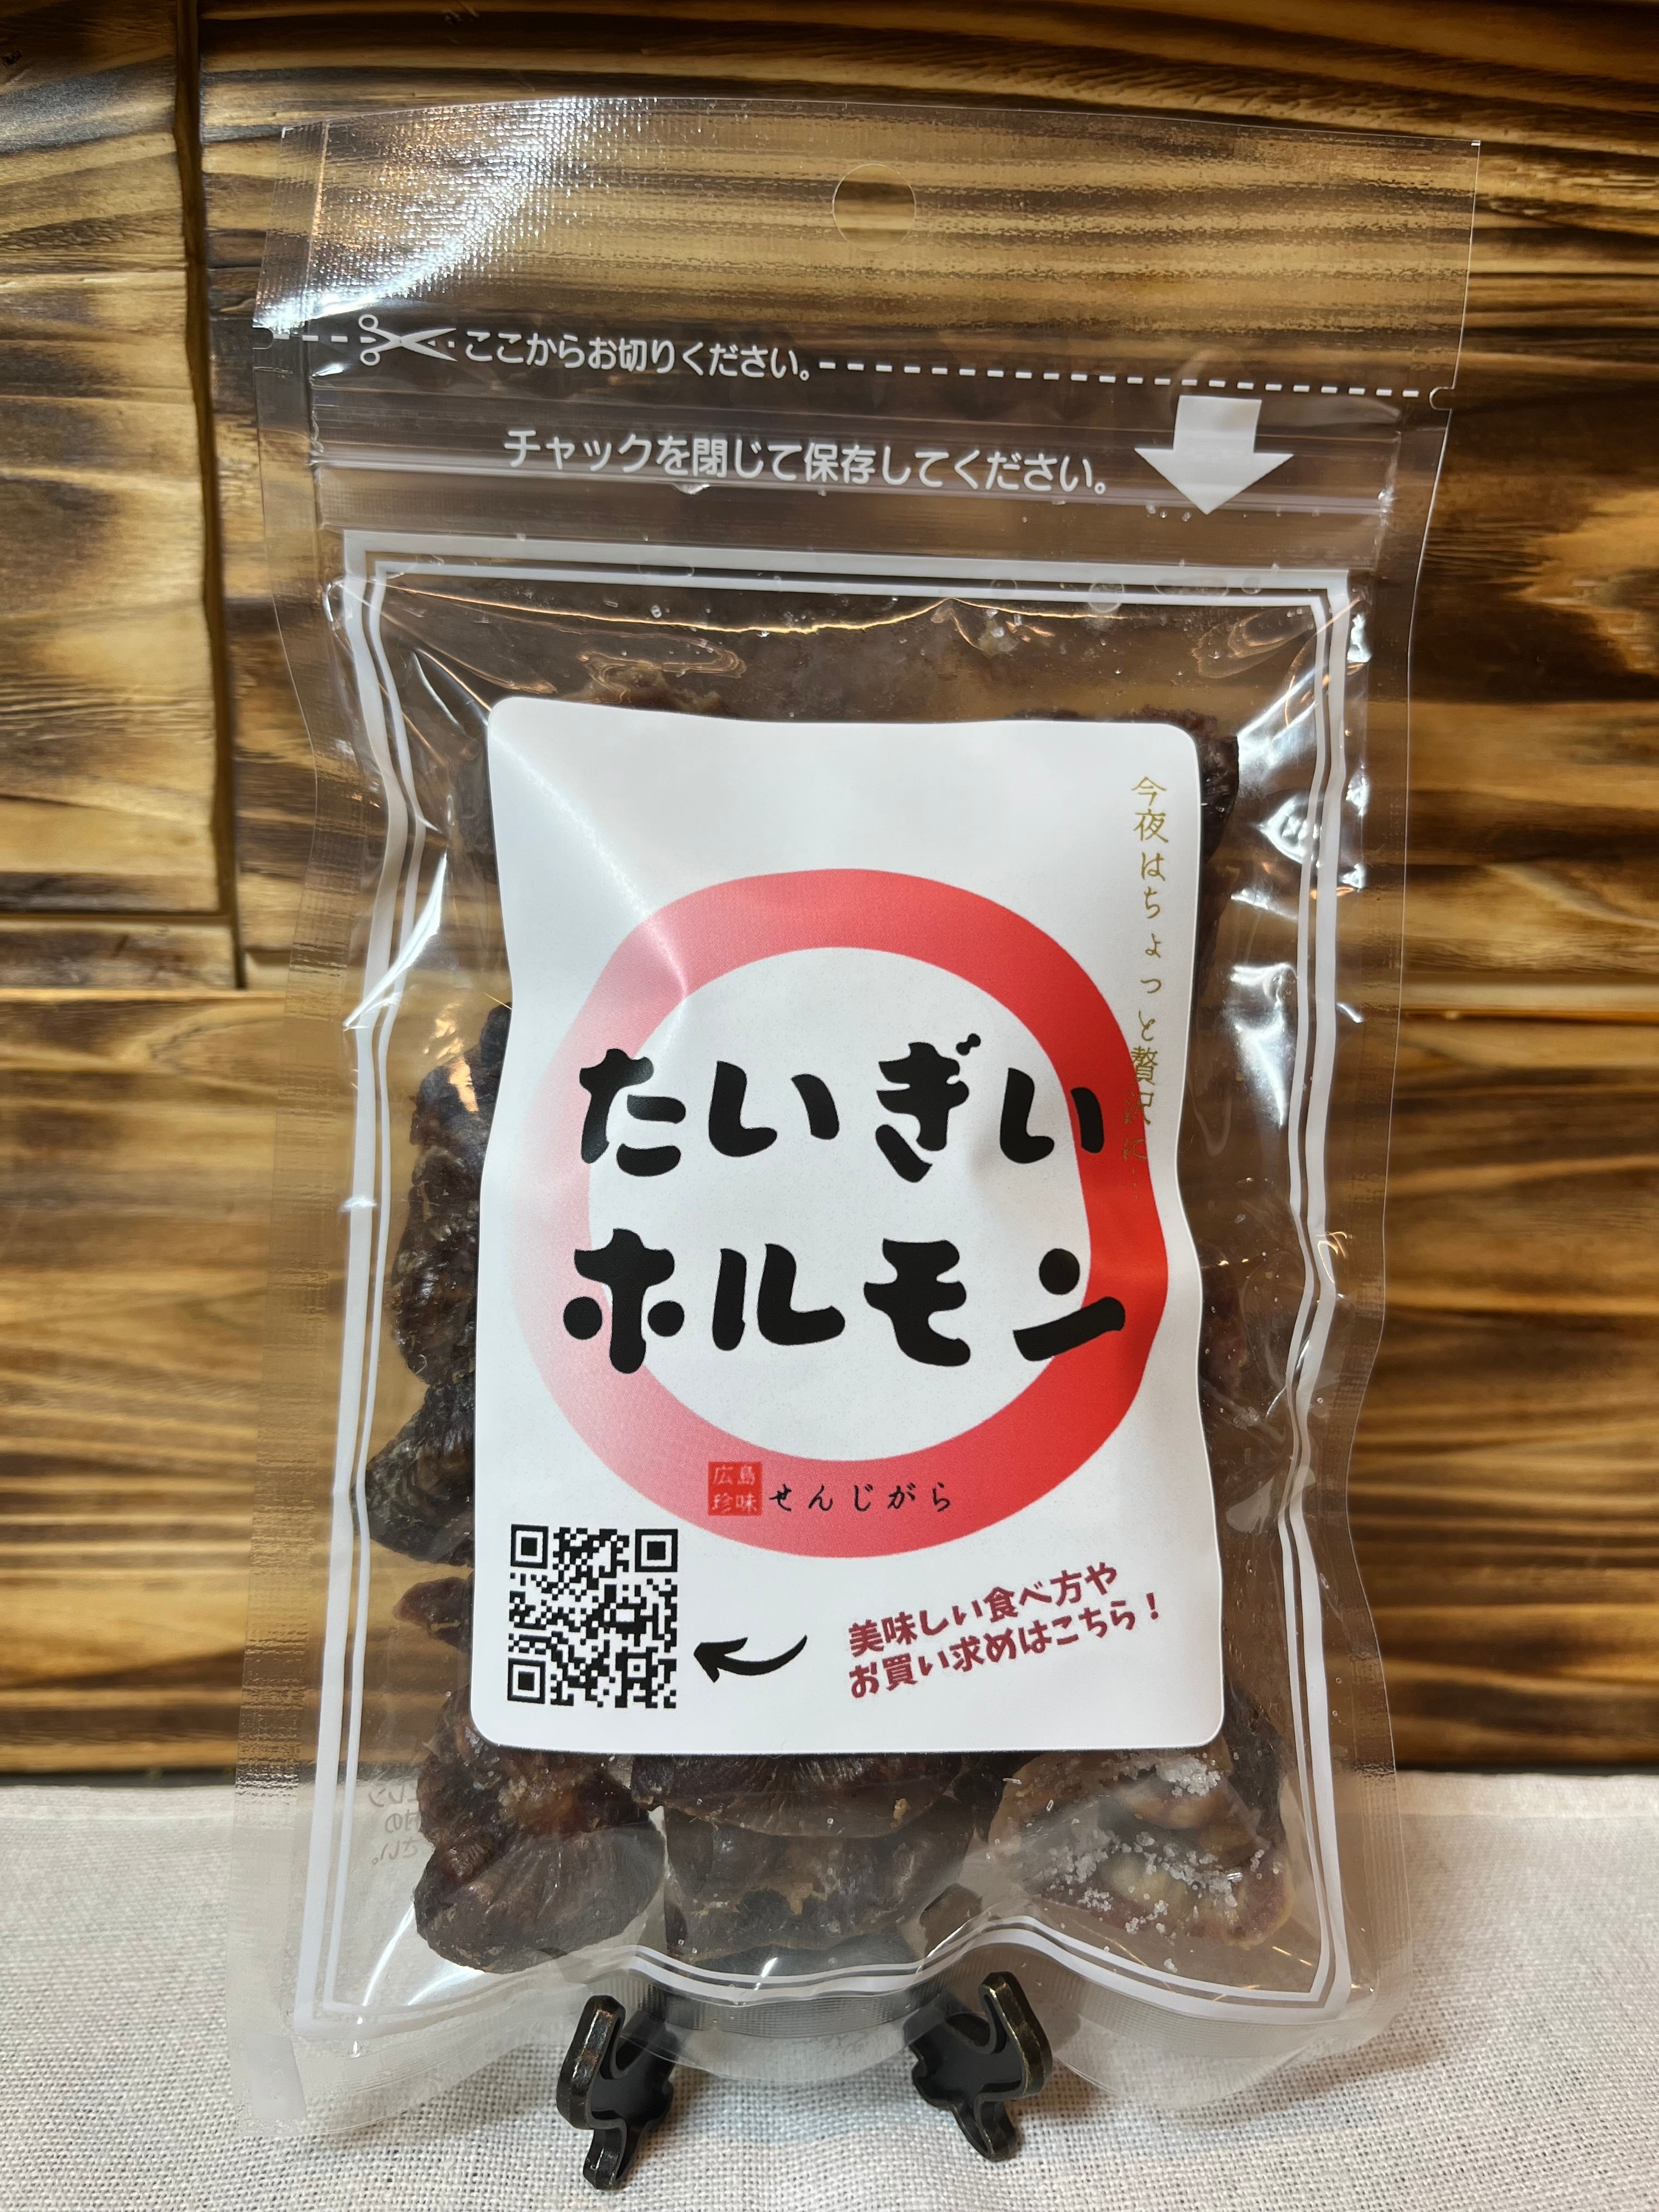 ここからお切りください。
チャックを閉じて保存してください。
今夜はちょっと贅沢に…
たいぎい
ホルモン
広島
珍味
せんじがら
美味しい食べ方や
お買い求めはこちら！